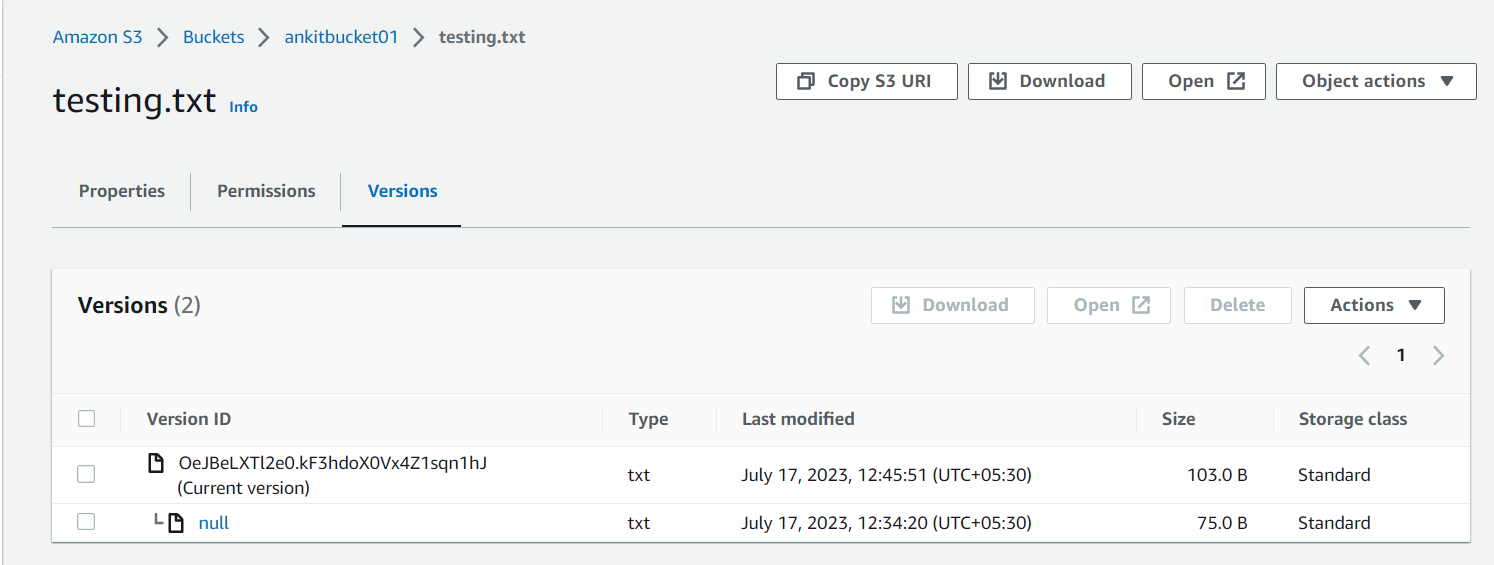 Amazon S3 > Buckets > ankitbucket01 > testing.txt
Copy S3 URI Download Open Object actions
testing.txt Info
Properties Permissions Versions
Versions (2)
Download Open Delete Actions
1
Version ID Type Last modified Size Storage class
OeJBeLXTl2e0.kF3hdoX0Vx4Z1sqn1hJ
(Current version) txt July 17, 2023, 12:45:51 (UTC+05:30) 103.0 B Standard
null txt July 17, 2023, 12:34:20 (UTC+05:30) 75.0 B Standard